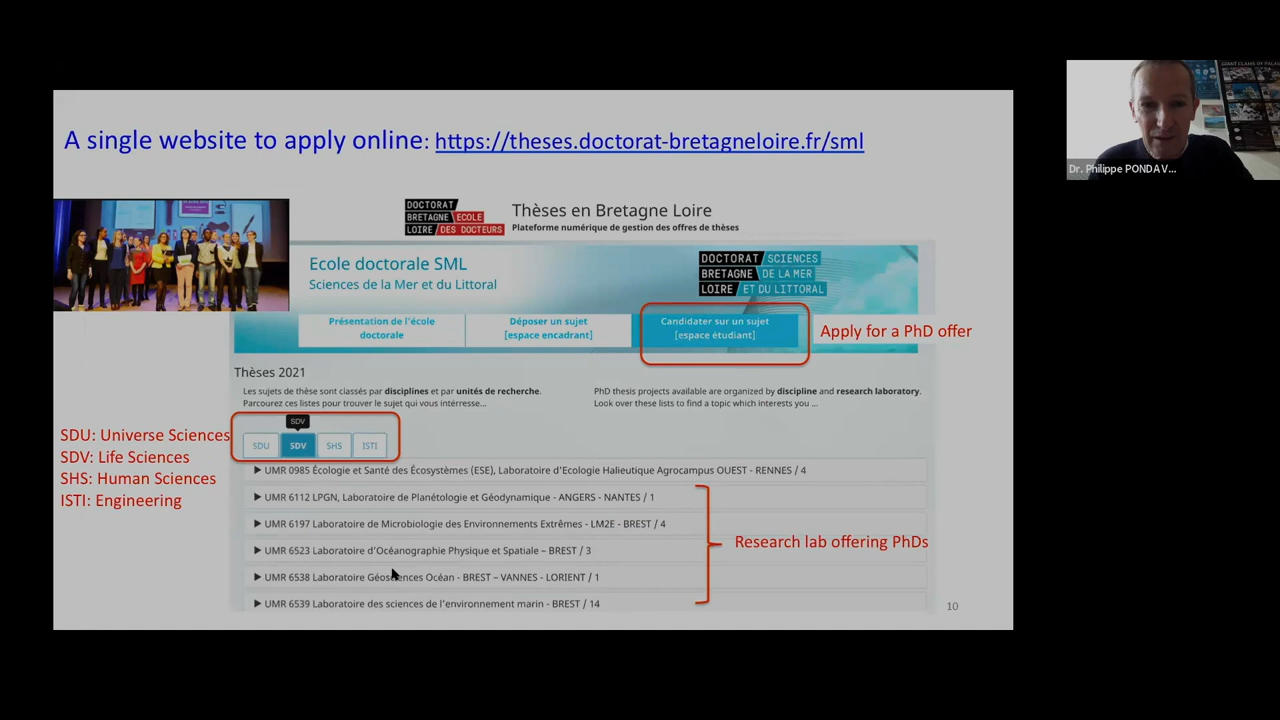 A single website to apply online: https://theses.doctorat-bretagneloire.fr/sml
Dr. Philippe PONDAV...
DOCTORAT
BRETAGNE ECOLE
LOIRE DES DOCTEURS
Thèses en Bretagne Loire
Plateforme numérique de gestion des offres de thèses
Ecole doctorale SML
Sciences de la Mer et du Littoral
DOCTORAT SCIENCES
BRETAGNE DE LA MER
LOIRE ET DU LITTORAL
Présentation de l'école
doctorale
Déposer un sujet
[espace encadrant]
Candidater sur un sujet
[espace étudiant]
Apply for a PhD offer
Thèses 2021
Les sujets de thèse sont classés par disciplines et par unités de recherche.
Parcourez ces listes pour trouver le sujet qui vous intérresse...
PhD thesis projects available are organized by discipline and research laboratory.
Look over these lists to find a topic which interests you ...
SDV
SDU SDV SHS ISTI
SDU: Universe Sciences
SDV: Life Sciences
SHS: Human Sciences
ISTI: Engineering
UMR 0985 Écologie et Santé des Écosystèmes (ESE), Laboratoire d'Ecologie Halieutique Agrocampus OUEST - RENNES / 4
UMR 6112 LPGN, Laboratoire de Planétologie et Géodynamique - ANGERS - NANTES / 1
UMR 6197 Laboratoire de Microbiologie des Environnements Extrêmes - LM2E - BREST / 4
UMR 6523 Laboratoire d'Océanographie Physique et Spatiale – BREST / 3
UMR 6538 Laboratoire Géosciences Océan - BREST – VANNES - LORIENT / 1
UMR 6539 Laboratoire des sciences de l'environnement marin - BREST / 14
Research lab offering PhDs
10